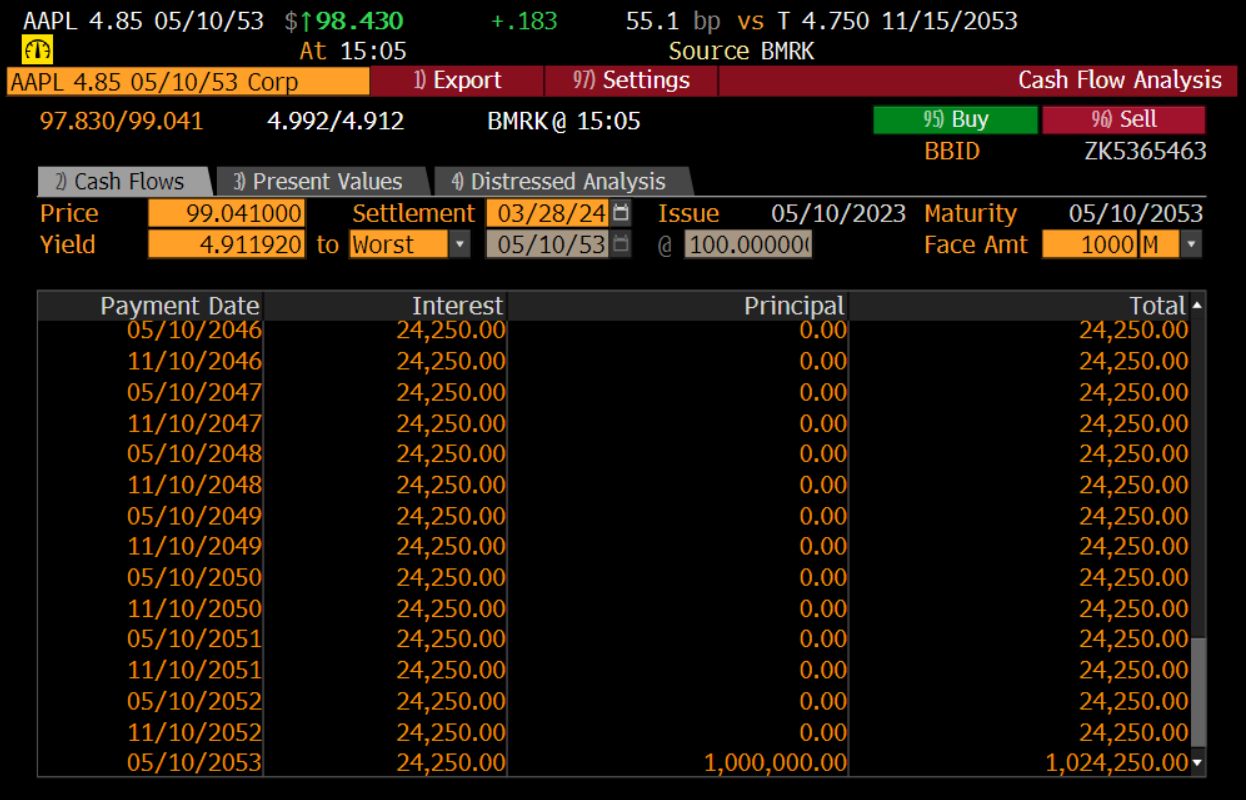 AAPL 4.85 05/10/53 $↑98.430 +.183 55.1 bp vs T 4.750 11/15/2053
At 15:05 Source BMRK
AAPL 4.85 05/10/53 Corp 1) Export 97) Settings Cash Flow Analysis
97.830/99.041 4.992/4.912 BMRK@ 15:05 95) Buy 96) Sell
BBID ZK5365463
2) Cash Flows 3) Present Values 4) Distressed Analysis
Price 99.041000 Settlement 03/28/24 Issue 05/10/2023 Maturity 05/10/2053
Yield 4.911920 to Worst 05/10/53 @ 100.000000 Face Amt 1000 M
Payment Date Interest Principal Total
05/10/2046 24,250.00 0.00 24,250.00
11/10/2046 24,250.00 0.00 24,250.00
05/10/2047 24,250.00 0.00 24,250.00
11/10/2047 24,250.00 0.00 24,250.00
05/10/2048 24,250.00 0.00 24,250.00
11/10/2048 24,250.00 0.00 24,250.00
05/10/2049 24,250.00 0.00 24,250.00
11/10/2049 24,250.00 0.00 24,250.00
05/10/2050 24,250.00 0.00 24,250.00
11/10/2050 24,250.00 0.00 24,250.00
05/10/2051 24,250.00 0.00 24,250.00
11/10/2051 24,250.00 0.00 24,250.00
05/10/2052 24,250.00 0.00 24,250.00
11/10/2052 24,250.00 0.00 24,250.00
05/10/2053 24,250.00 1,000,000.00 1,024,250.00